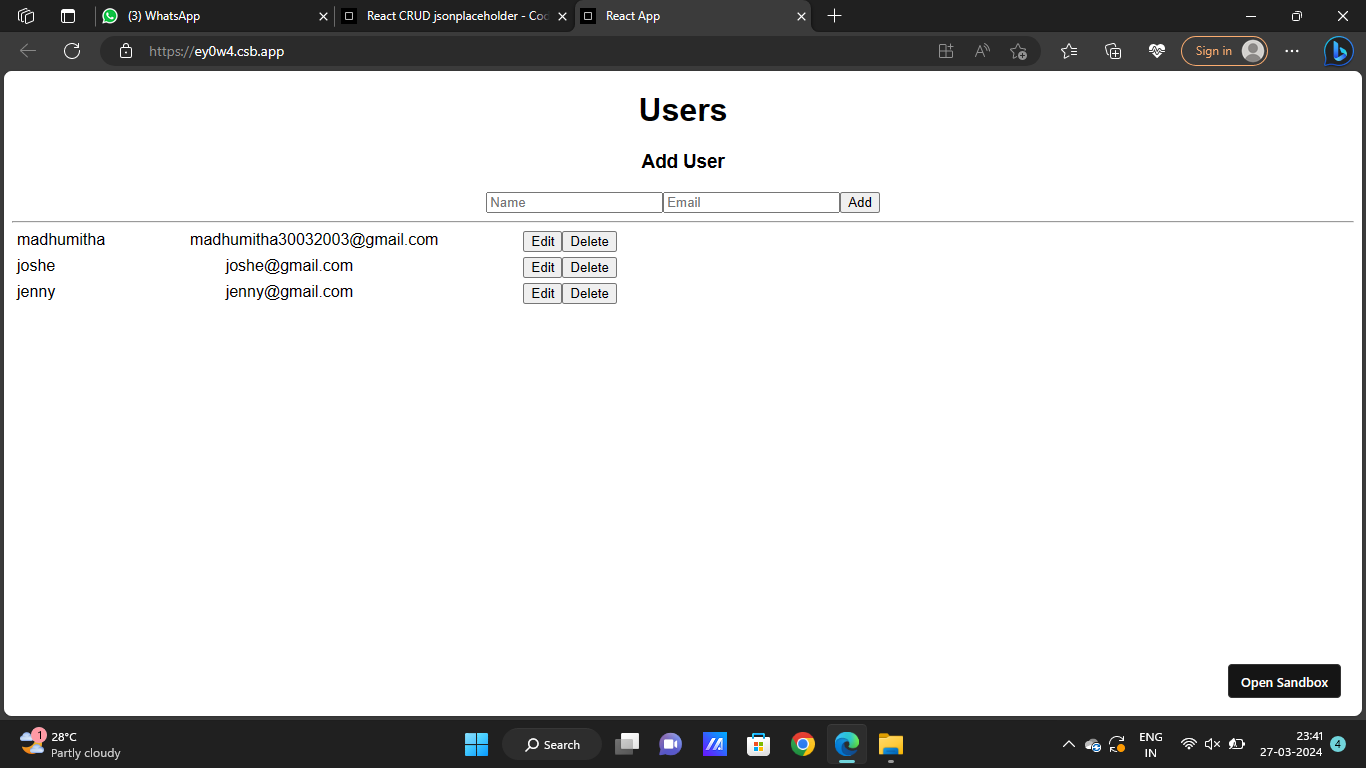 (3) WhatsApp
React CRUD jsonplaceholder - Cod
React App
https://ey0w4.csb.app
Sign in
Users
Add User
Name Email Add
madhumitha madhumitha30032003@gmail.com Edit Delete
joshe joshe@gmail.com Edit Delete
jenny jenny@gmail.com Edit Delete
Open Sandbox
1
28°C
Partly cloudy
Search
ENG
IN
23:41
27-03-2024
4